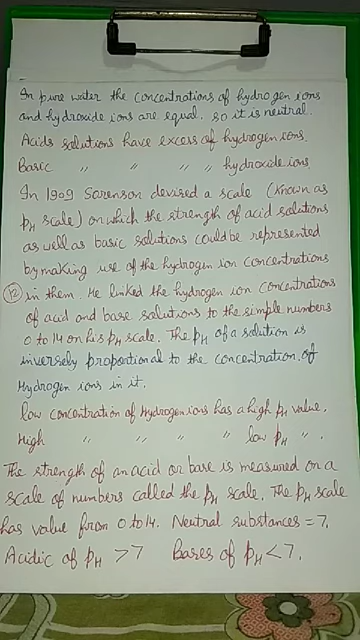 In pure water the concentrations of hydrogen ions
and hydroxide ions are equal. so it is neutral.
Acids solutions have excess of hydrogen ions.
Basic " " " " hydroxide ions
In 1909 Sorenson devised a scale (known as
pH scale) on which the strength of acid solutions
as well as basic solutions could be represented
by making use of the hydrogen ion concentrations
12 in them. He linked the hydrogen ion concentrations
of acid and base solutions to the simple numbers
0 to 14 on his pH scale. The pH of a solution is
inversely proportional to the concentration of
Hydrogen ions in it.
low concentration of Hydrogen ions has a high pH value.
High " " " " low pH " .
The strength of an acid or base is measured on a
scale of numbers called the pH scale. The pH scale
has value from 0 to 14. Neutral substances = 7.
Acidic of pH > 7 Bases of pH < 7.